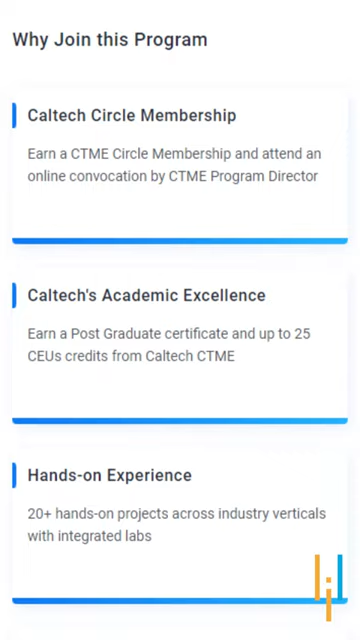 Why Join this Program
Caltech Circle Membership
Earn a CTME Circle Membership and attend an
online convocation by CTME Program Director
Caltech's Academic Excellence
Earn a Post Graduate certificate and up to 25
CEUs credits from Caltech CTME
Hands-on Experience
20+ hands-on projects across industry verticals
with integrated labs